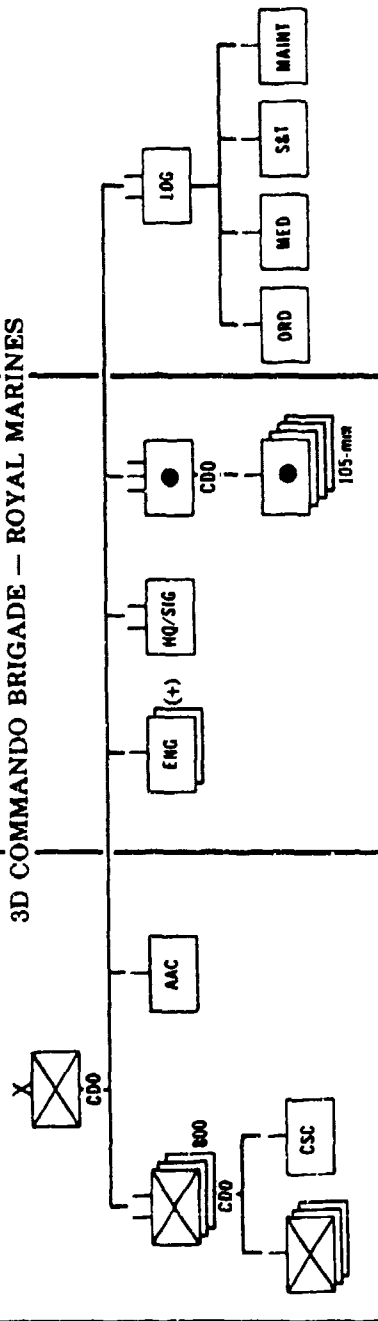 3D COMMANDO BRIGADE — ROYAL MARINES
X
CDO
800
CDO
CSC
AAC
ENG
(+)
HQ/SIG
CDO
105-mm
LOG
ORD
MED
S&T
MAINT